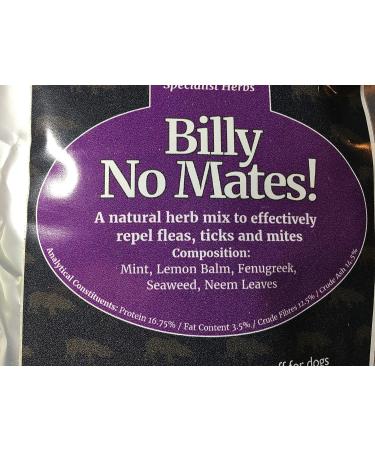 Specialist Herbs
Billy
No Mates!
A natural herb mix to effectively
repel fleas, ticks and mites
Composition:
Mint, Lemon Balm, Fenugreek,
Seaweed, Neem Leaves
Analytical Constituents: Protein 16.75% / Fat Content 3.5% / Crude Fibres 12.5% / Crude Ash 14.5%
for dogs